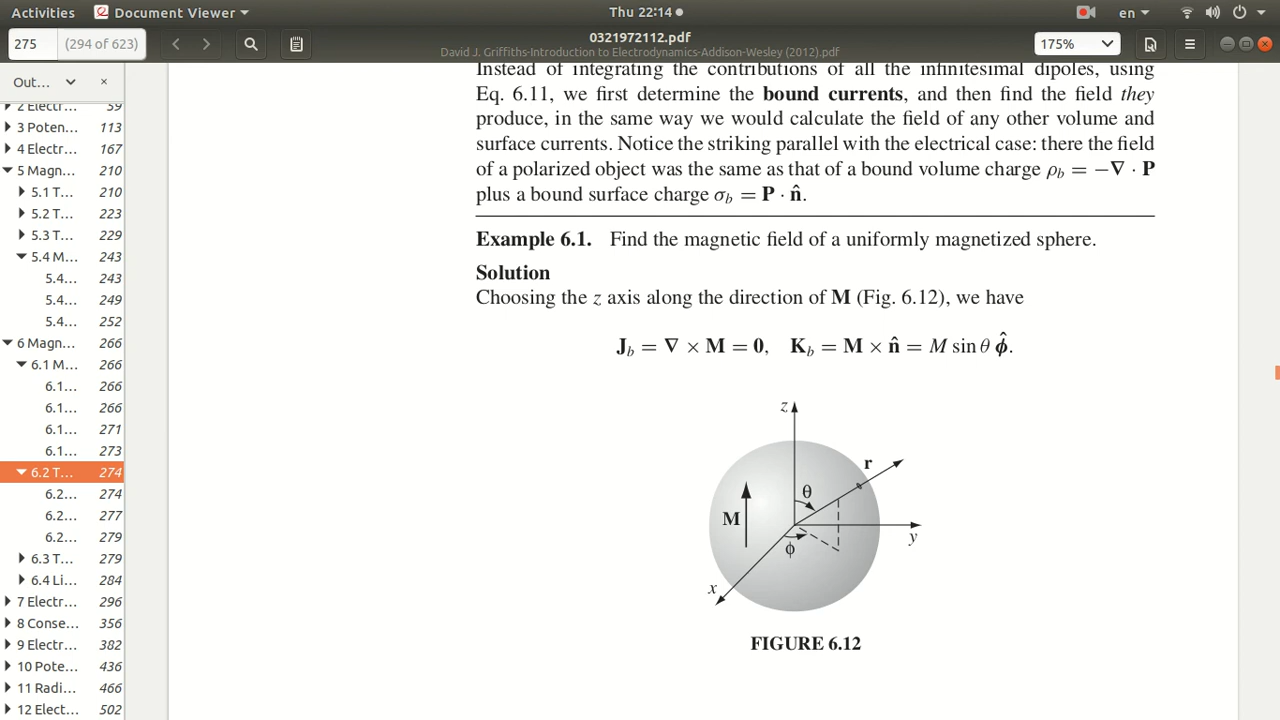 Activities Document Viewer Thu 22:14 en
275 (294 of 623) 0321972112.pdf 175%
David J. Griffiths-Introduction to Electrodynamics-Addison-Wesley (2012).pdf
Out...
2 Electr... 59
3 Poten... 113
4 Electr... 167
5 Magn... 210
5.1 T... 210
5.2 T... 223
5.3 T... 229
5.4 M... 243
5.4... 243
5.4... 249
5.4... 252
6 Magn... 266
6.1 M... 266
6.1... 266
6.1... 266
6.1... 271
6.1... 273
6.2 T... 274
6.2... 274
6.2... 277
6.2... 279
6.3 T... 279
6.4 Li... 284
7 Electr... 296
8 Conse... 356
9 Electr... 382
10 Pote... 436
11 Radi... 466
12 Elect... 502
Instead of integrating the contributions of all the infinitesimal dipoles, using
Eq. 6.11, we first determine the bound currents, and then find the field they
produce, in the same way we would calculate the field of any other volume and
surface currents. Notice the striking parallel with the electrical case: there the field
of a polarized object was the same as that of a bound volume charge ρb = −∇ · P
plus a bound surface charge σb = P · n̂.
Example 6.1. Find the magnetic field of a uniformly magnetized sphere.
Solution
Choosing the z axis along the direction of M (Fig. 6.12), we have
Jb = ∇ × M = 0, Kb = M × n̂ = M sin θ φ̂.
z
r
θ
M
y
ϕ
x
FIGURE 6.12